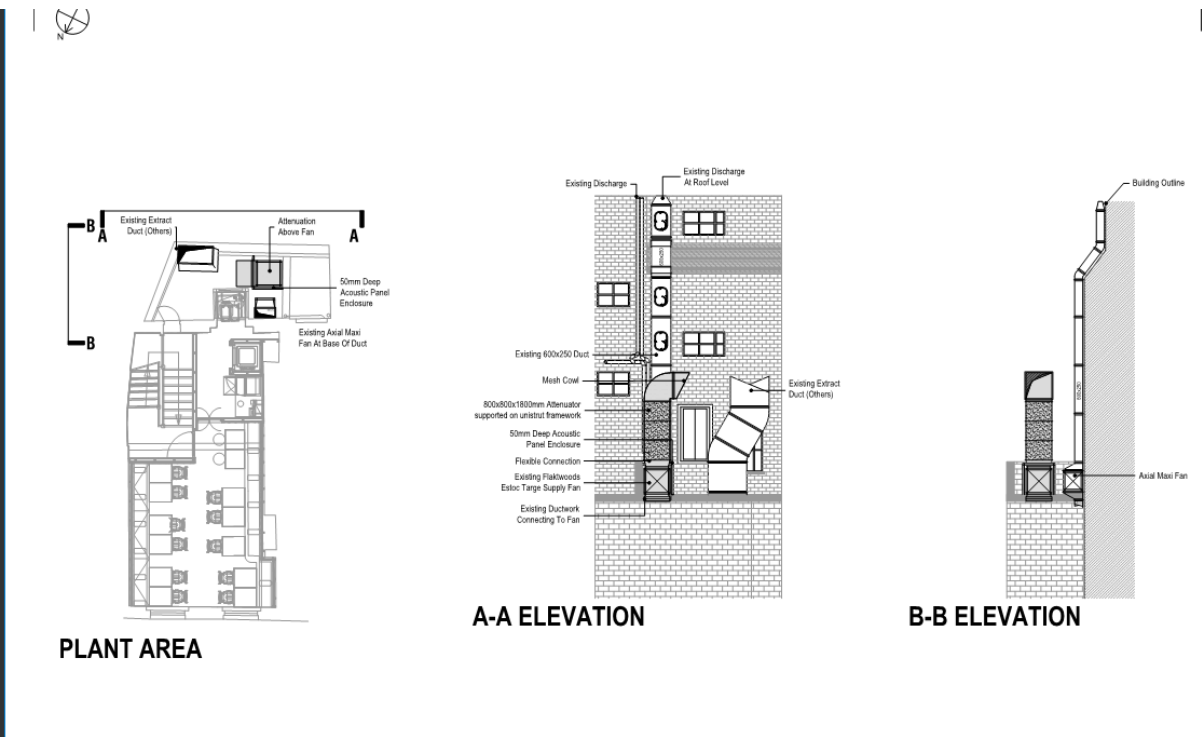 N
B
A
Existing Extract
Duct (Others)
Attenuation
Above Fan
A
50mm Deep
Acoustic Panel
Enclosure
B
Existing Axial Maxi
Fan At Base Of Duct
PLANT AREA
Existing Discharge
Existing Discharge
At Roof Level
Existing 600x250 Duct
Mesh Cowl
Existing Extract
Duct (Others)
800x800x1800mm Attenuator
supported on unistrut framework
50mm Deep Acoustic
Panel Enclosure
Flexible Connection
Existing Flaktwoods
Estoc Targe Supply Fan
Existing Ductwork
Connecting To Fan
A-A ELEVATION
Building Outline
Axial Maxi Fan
B-B ELEVATION